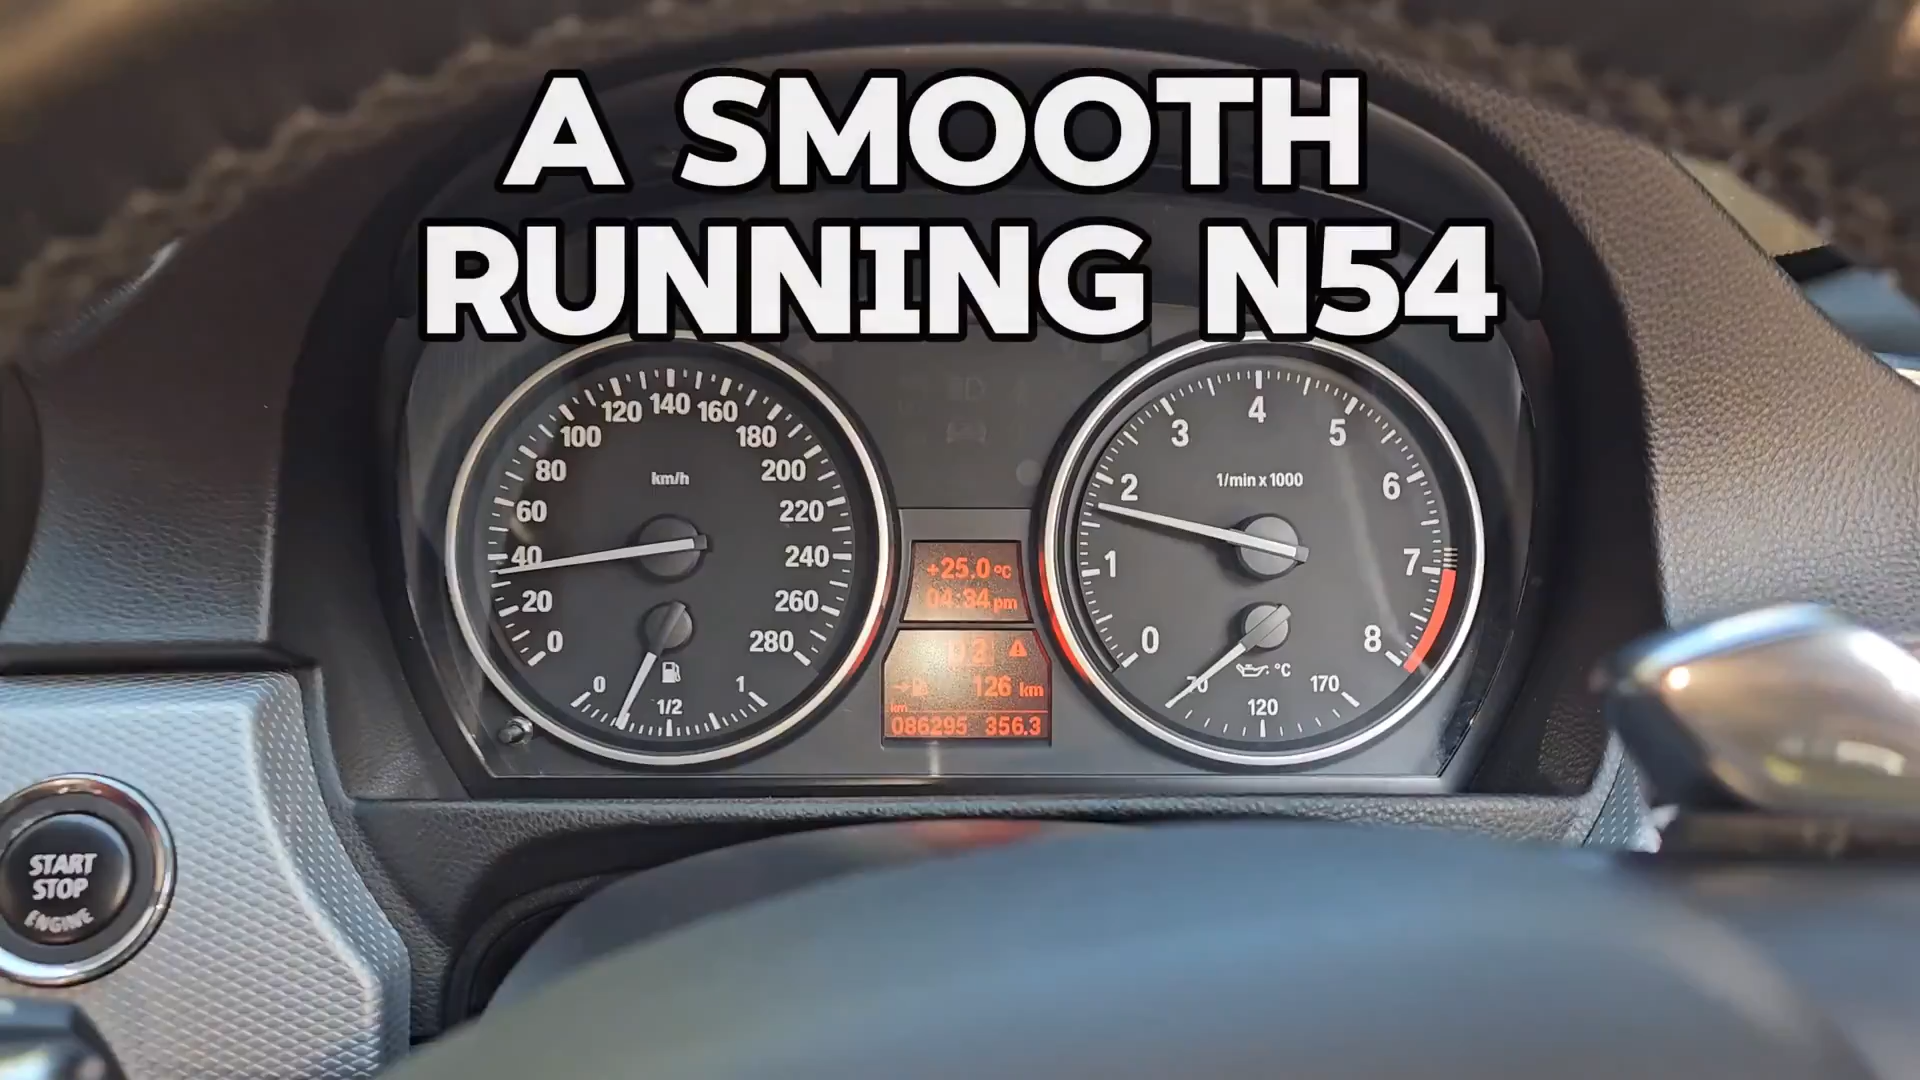 A SMOOTH
RUNNING N54
0 20 40 60 80 100 120 140 160 180 200 220 240 260 280
km/h
0 1/2 1
0 1 2 3 4 5 6 7 8
1/min x 1000
°C
70 120 170
+25.0 °C
04:34 pm
126 km
km
086295 356.3
START
STOP
ENGINE